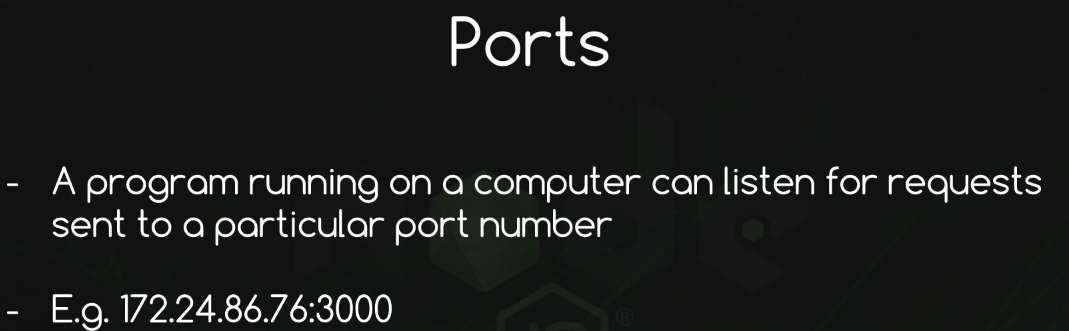 Ports
- A program running on a computer can listen for requests
sent to a particular port number
- E.g. 172.24.86.76:3000